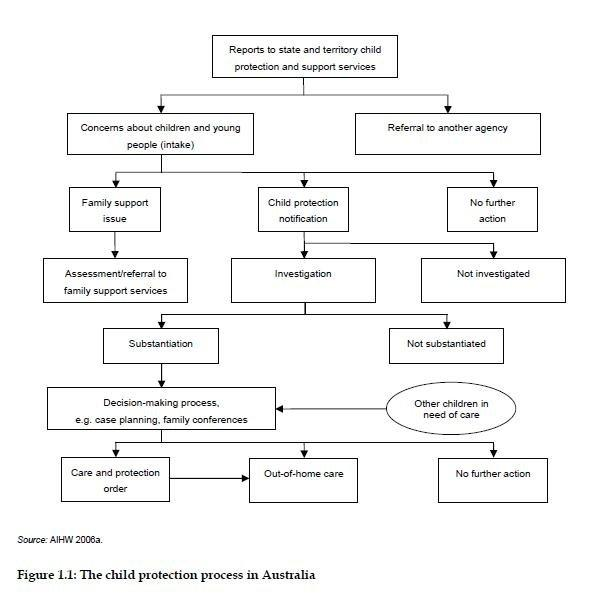 Reports to state and territory child
protection and support services
Concerns about children and young
people (intake)
Referral to another agency
Family support
issue
Child protection
notification
No further
action
Assessment/referral to
family support services
Investigation
Not investigated
Substantiation
Not substantiated
Decision-making process,
e.g. case planning, family conferences
Other children in
need of care
Care and protection
order
Out-of-home care
No further action
Source: AIHW 2006a.
Figure 1.1: The child protection process in Australia